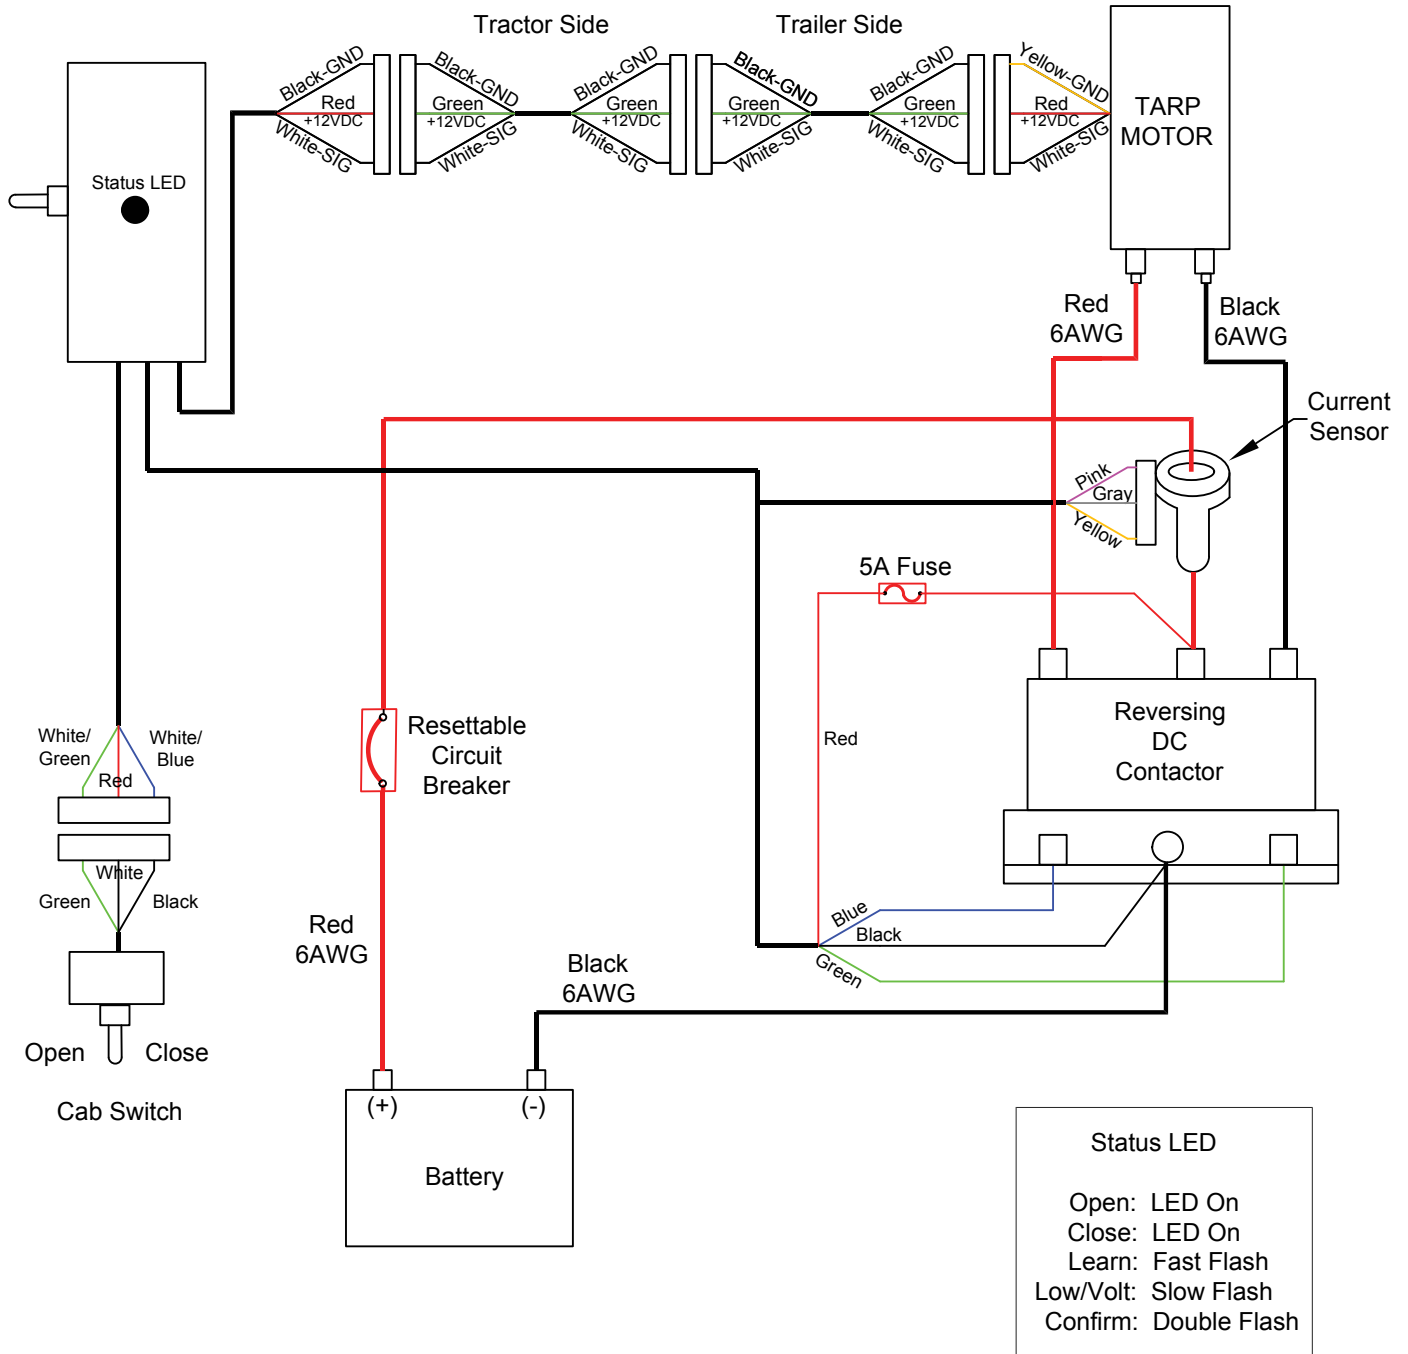 Tractor Side
Trailer Side
Black-GND
Red
+12VDC
White-SIG
Black-GND
Green
+12VDC
White-SIG
Black-GND
Green
+12VDC
White-SIG
Black-GND
Green
+12VDC
White-SIG
Black-GND
Green
+12VDC
White-SIG
Yellow-GND
Red
+12VDC
White-SIG
TARP
MOTOR
Status LED
Red
6AWG
Black
6AWG
Current
Sensor
Pink
Gray
Yellow
5A Fuse
White/
Green
Red
White/
Blue
Resettable
Circuit
Breaker
Red
Reversing
DC
Contactor
White
Green
Black
Blue
Black
Green
Red
6AWG
Black
6AWG
Open
Close
Cab Switch
(+)
(-)
Battery
Status LED
Open: LED On
Close: LED On
Learn: Fast Flash
Low/Volt: Slow Flash
Confirm: Double Flash